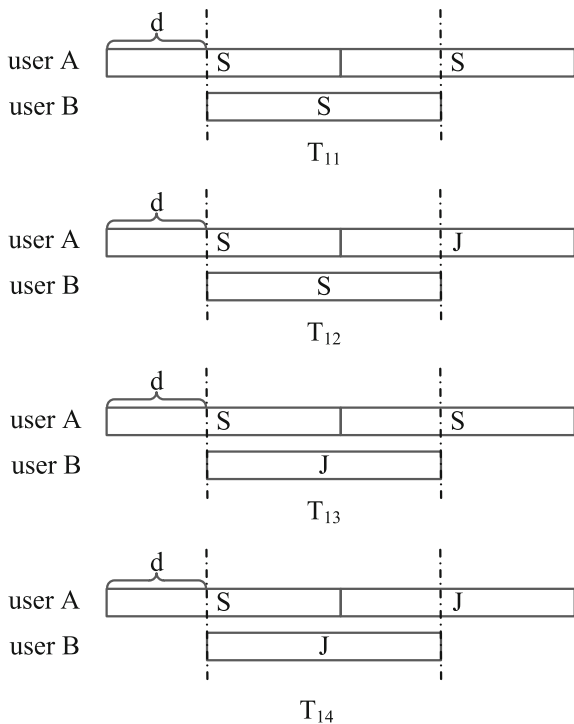 d
user A S S
user B S
T11
d
user A S J
user B S
T12
d
user A S S
user B J
T13
d
user A S J
user B J
T14